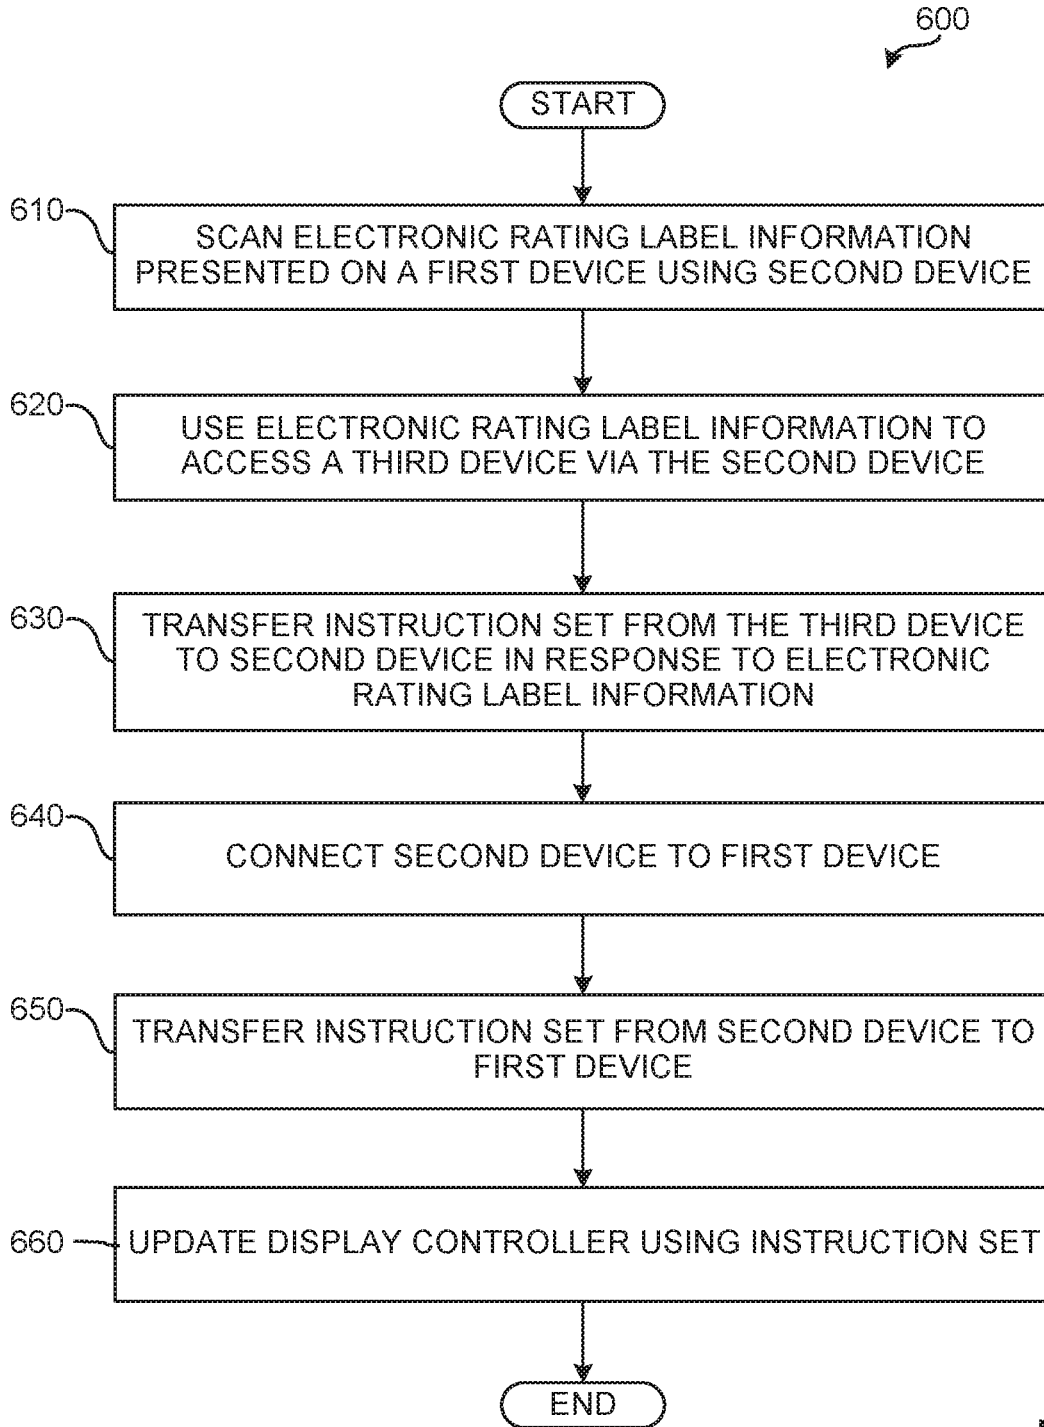 600
START
610
SCAN ELECTRONIC RATING LABEL INFORMATION
PRESENTED ON A FIRST DEVICE USING SECOND DEVICE
620
USE ELECTRONIC RATING LABEL INFORMATION TO
ACCESS A THIRD DEVICE VIA THE SECOND DEVICE
630
TRANSFER INSTRUCTION SET FROM THE THIRD DEVICE
TO SECOND DEVICE IN RESPONSE TO ELECTRONIC
RATING LABEL INFORMATION
640
CONNECT SECOND DEVICE TO FIRST DEVICE
650
TRANSFER INSTRUCTION SET FROM SECOND DEVICE TO
FIRST DEVICE
660
UPDATE DISPLAY CONTROLLER USING INSTRUCTION SET
END